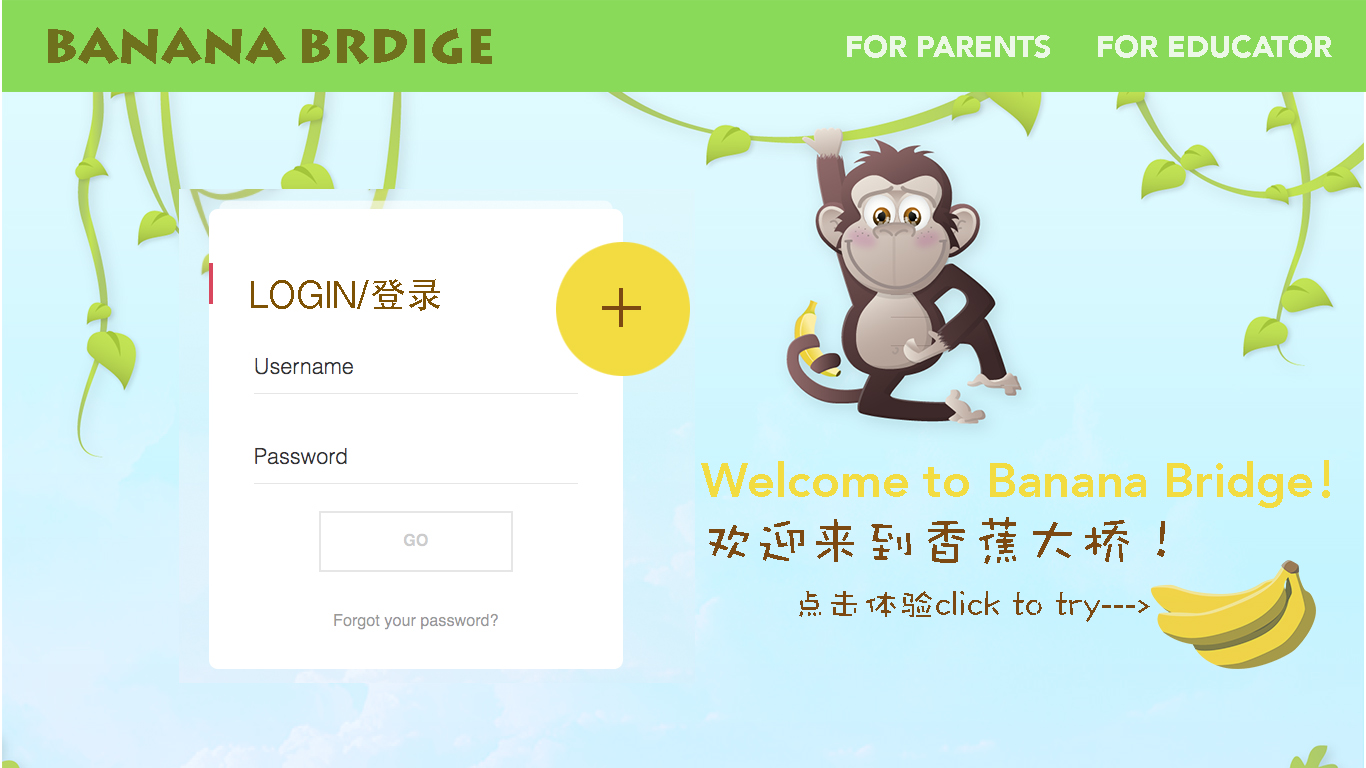 BANANA BRDIGE
FOR PARENTS
FOR EDUCATOR
LOGIN/登录
+
Username
Password
GO
Forgot your password?
Welcome to Banana Bridge!
欢迎来到香蕉大桥！
点击体验click to try--->